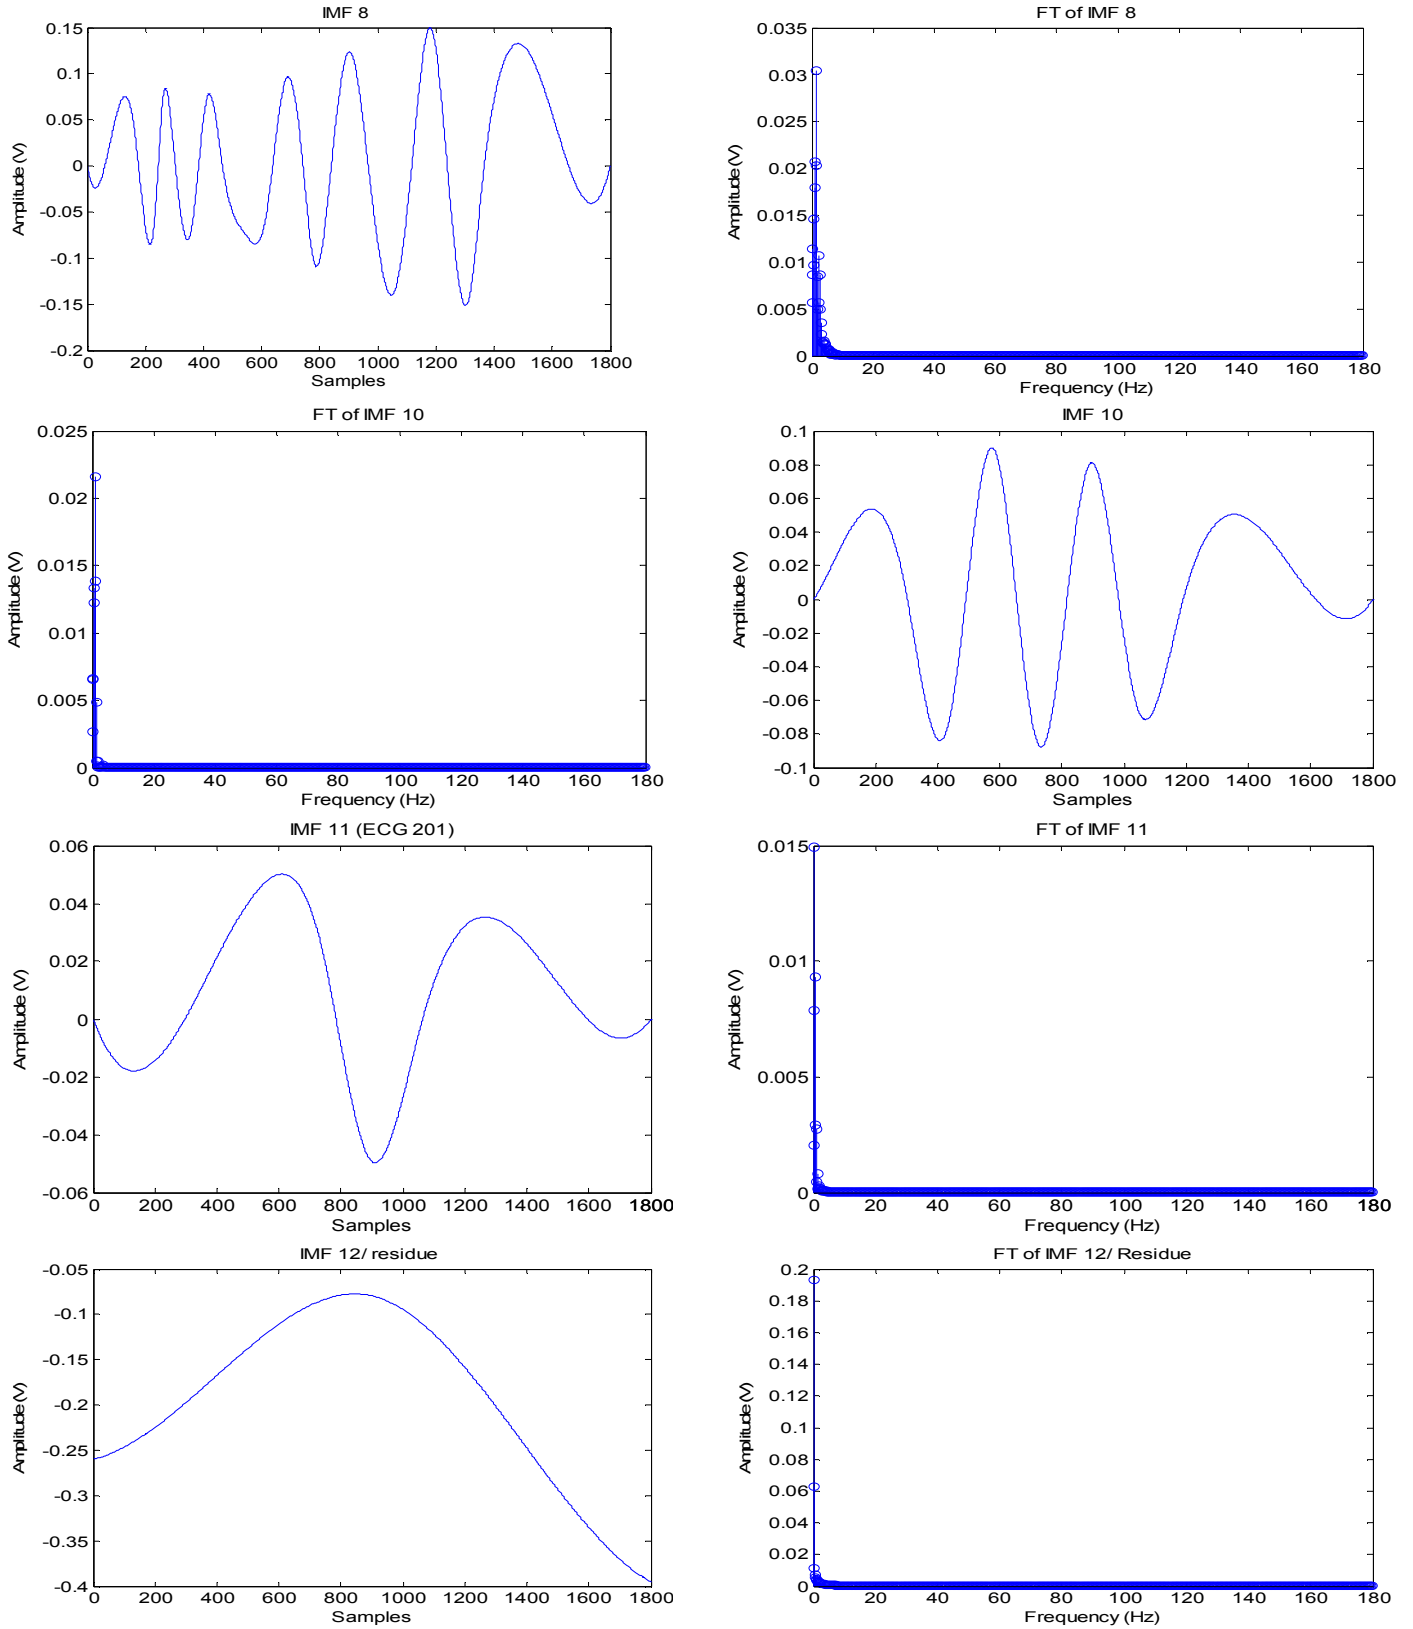 IMF 8
0.15
0.1
0.05
0
-0.05
-0.1
-0.15
-0.2
Amplitude (V)
0 200 400 600 800 1000 1200 1400 1600 1800
Samples
FT of IMF 8
0.035
0.03
0.025
0.02
0.015
0.01
0.005
0
Amplitude (V)
0 20 40 60 80 100 120 140 160 180
Frequency (Hz)
FT of IMF 10
0.025
0.02
0.015
0.01
0.005
0
Amplitude (V)
0 20 40 60 80 100 120 140 160 180
Frequency (Hz)
IMF 10
0.1
0.08
0.06
0.04
0.02
0
-0.02
-0.04
-0.06
-0.08
-0.1
Amplitude (V)
0 200 400 600 800 1000 1200 1400 1600 1800
Samples
IMF 11 (ECG 201)
0.06
0.04
0.02
0
-0.02
-0.04
-0.06
Amplitude (V)
0 200 400 600 800 1000 1200 1400 1600 1800
Samples
FT of IMF 11
0.015
0.01
0.005
0
Amplitude (V)
0 20 40 60 80 100 120 140 160 180
Frequency (Hz)
IMF 12/ residue
-0.05
-0.1
-0.15
-0.2
-0.25
-0.3
-0.35
-0.4
Amplitude (V)
0 200 400 600 800 1000 1200 1400 1600 1800
Samples
FT of IMF 12/ Residue
0.2
0.18
0.16
0.14
0.12
0.1
0.08
0.06
0.04
0.02
0
Amplitude (V)
0 20 40 60 80 100 120 140 160 180
Frequency (Hz)